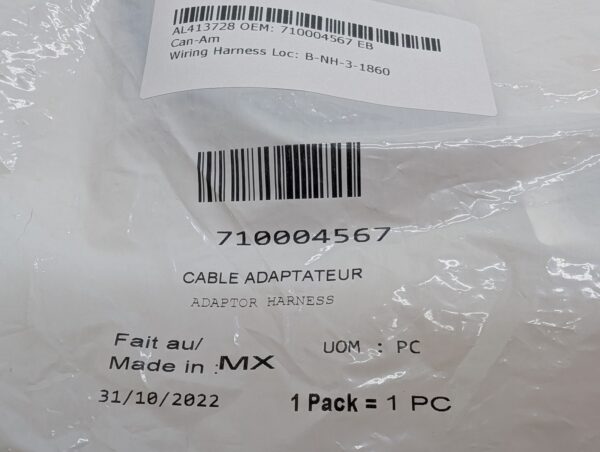 AL413728 OEM: 710004567 EB
Can-Am
Wiring Harness Loc: B-NH-3-1860
710004567
CABLE ADAPTATEUR
ADAPTOR HARNESS
Fait au/
Made in :MX
UOM : PC
31/10/2022
1 Pack = 1 PC